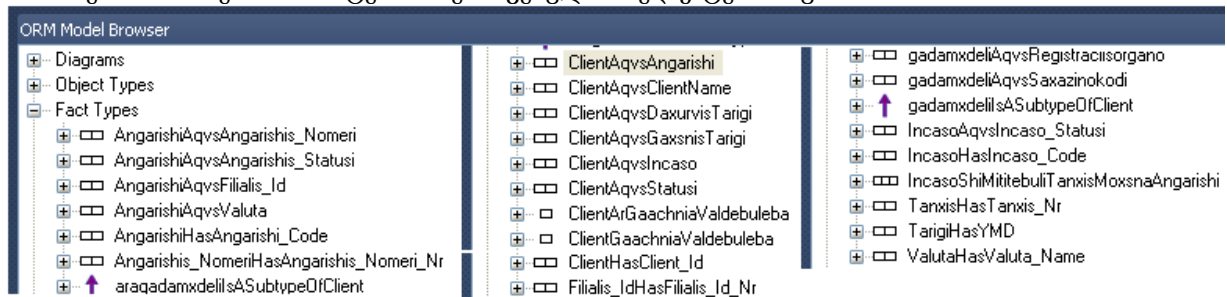 ORM Model Browser
Diagrams
Object Types
Fact Types
AngarishiAqvsAngarishis_Nomeri
AngarishiAqvsAngarishis_Statusi
AngarishiAqvsFilialis_Id
AngarishiAqvsValuta
AngarishiHasAngarishi_Code
Angarishis_NomeriHasAngarishis_Nomeri_Nr
aragadamxdeliIsASubtypeOfClient
ClientAqvsAngarishi
ClientAqvsClientName
ClientAqvsDaxurvisTarigi
ClientAqvsGaxsnisTarigi
ClientAqvsIncaso
ClientAqvsStatusi
ClientArGaachniaValdebuleba
ClientGaachniaValdebuleba
ClientHasClient_Id
Filialis_IdHasFilialis_Id_Nr
gadamxdeliAqvsRegistraciisorgano
gadamxdeliAqvsSaxazinokodi
gadamxdeliIsASubtypeOfClient
IncasoAqvsIncaso_Statusi
IncasoHasIncaso_Code
IncasoShiMititebuliTanxisMoxsnaAngarishi
TanxisHasTanxis_Nr
TarigiHasYMD
ValutaHasValuta_Name